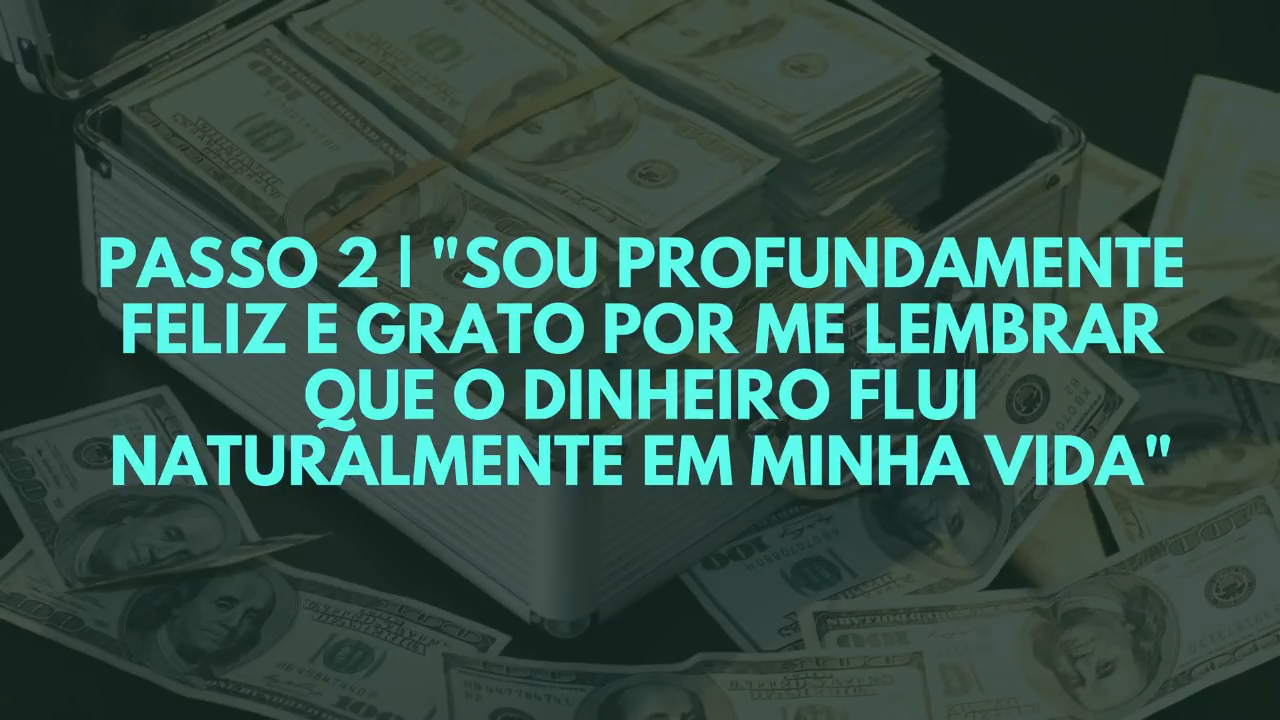 PASSO 2 | "SOU PROFUNDAMENTE
FELIZ E GRATO POR ME LEMBRAR
QUE O DINHEIRO FLUI
NATURALMENTE EM MINHA VIDA"